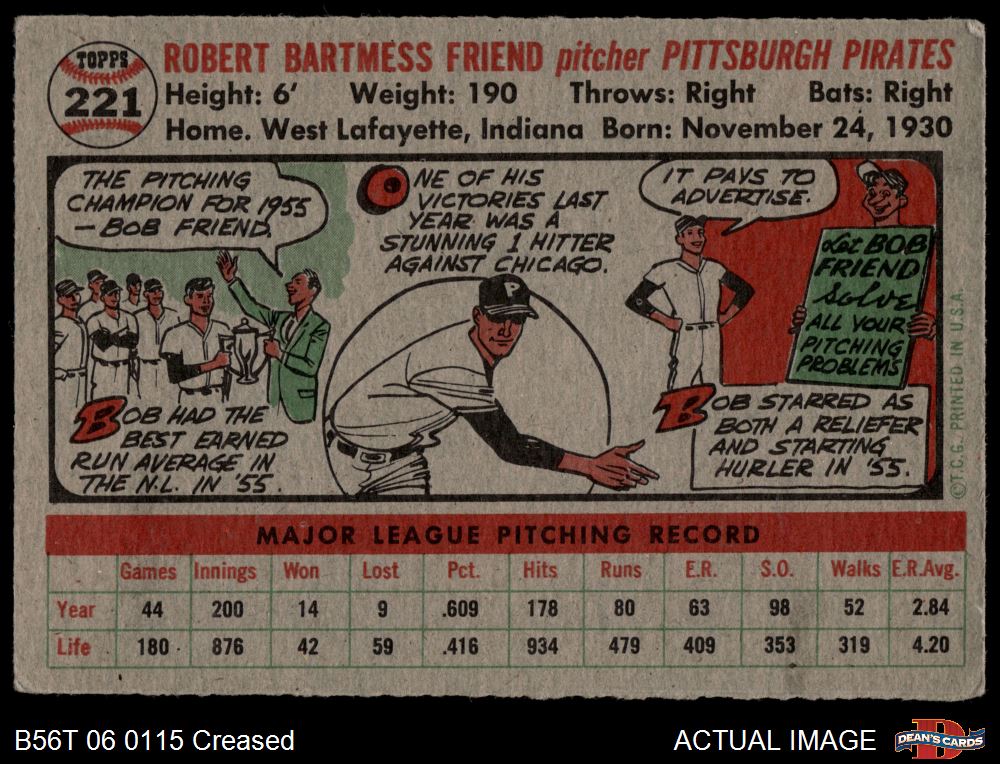 TOPPS
221
ROBERT BARTMESS FRIEND pitcher PITTSBURGH PIRATES
Height: 6' Weight: 190 Throws: Right Bats: Right
Home. West Lafayette, Indiana Born: November 24, 1930
THE PITCHING
CHAMPION FOR 1955
— BOB FRIEND.
BOB HAD THE
BEST EARNED
RUN AVERAGE IN
THE N.L. IN '55.
ONE OF HIS
VICTORIES LAST
YEAR WAS A
STUNNING 1 HITTER
AGAINST CHICAGO.
P
IT PAYS TO
ADVERTISE.
Let BOB
FRIEND
Solve
ALL YOUR
PITCHING
PROBLEMS
BOB STARRED AS
BOTH A RELIEFER
AND STARTING
HURLER IN '55.
©T.C.G. PRINTED IN U.S.A.
MAJOR LEAGUE PITCHING RECORD
Games Innings Won Lost Pct. Hits Runs E.R. S.O. Walks E.R.Avg.
Year 44 200 14 9 .609 178 80 63 98 52 2.84
Life 180 876 42 59 .416 934 479 409 353 319 4.20
B56T 06 0115 Creased
ACTUAL IMAGE
D
DEAN'S CARDS